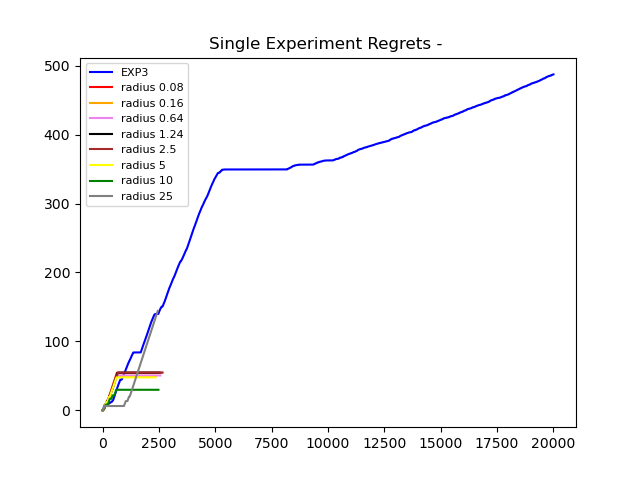 Single Experiment Regrets -
500
400
300
200
100
0
EXP3
radius 0.08
radius 0.16
radius 0.64
radius 1.24
radius 2.5
radius 5
radius 10
radius 25
0 2500 5000 7500 10000 12500 15000 17500 20000